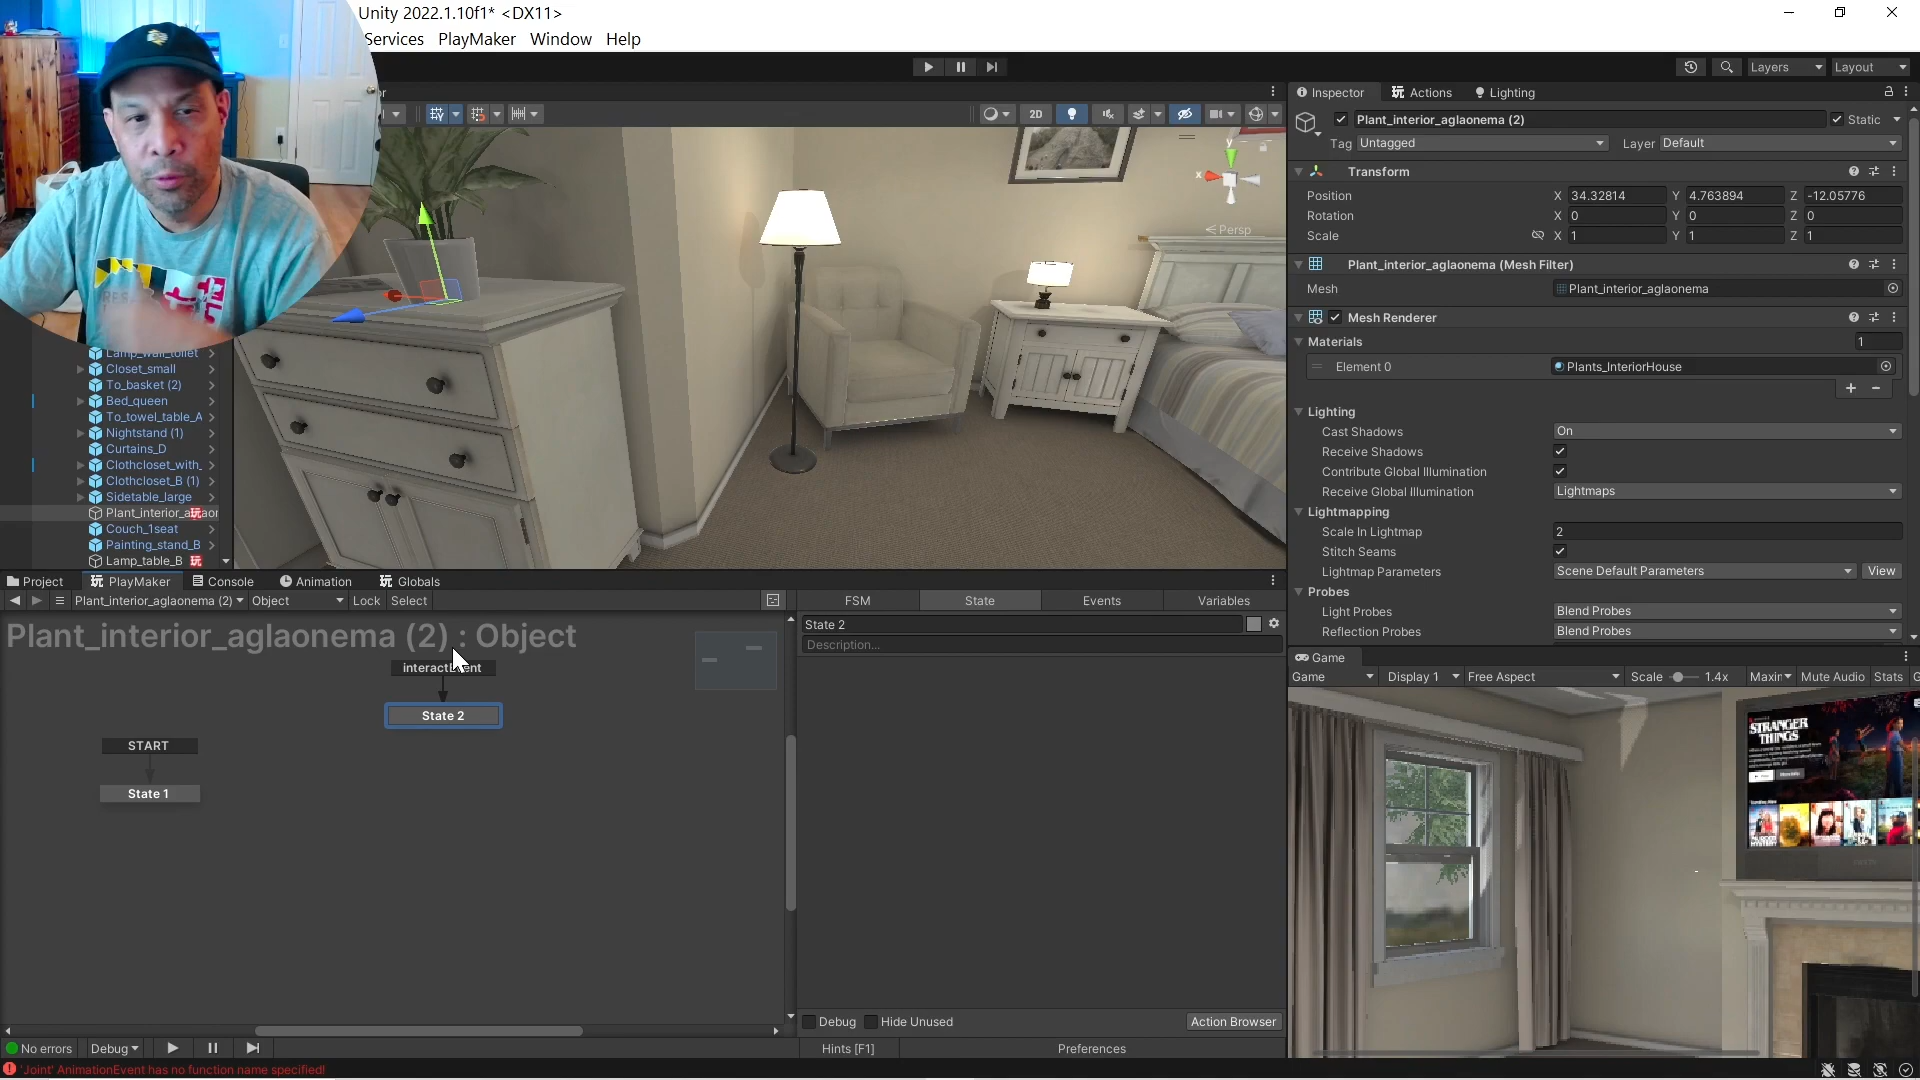 Unity 2022.1.10f1* <DX11>
Services PlayMaker Window Help
Layers Layout
or
2D
Persp
y
x
Inspector Actions Lighting
Plant_interior_aglaonema (2) Static
Tag Untagged Layer Default
Transform
Position X 34.32814 Y 4.763894 Z -12.05776
Rotation X 0 Y 0 Z 0
Scale X 1 Y 1 Z 1
Plant_interior_aglaonema (Mesh Filter)
Mesh Plant_interior_aglaonema
Mesh Renderer
Materials 1
Element 0 Plants_InteriorHouse
Lighting
Cast Shadows On
Receive Shadows
Contribute Global Illumination
Receive Global Illumination Lightmaps
Lightmapping
Scale In Lightmap 2
Stitch Seams
Lightmap Parameters Scene Default Parameters View
Probes
Light Probes Blend Probes
Reflection Probes Blend Probes
Lamp_wall_toilet
Closet_small
To_basket (2)
Bed_queen
To_towel_table_A
Nightstand (1)
Curtains_D
Clothcloset_with_
Clothcloset_B (1)
Sidetable_large
Plant_interior_aglaor
Couch_1seat
Painting_stand_B
Lamp_table_B
Project PlayMaker Console Animation Globals
Plant_interior_aglaonema (2) Object Lock Select
Plant_interior_aglaonema (2) : Object
interactEvent
State 2
START
State 1
FSM State Events Variables
State 2
Description...
Debug Hide Unused Action Browser
No errors Debug
Hints [F1] Preferences
'Joint' AnimationEvent has no function name specified!
Game
Game Display 1 Free Aspect Scale 1.4x Maxin Mute Audio Stats G
STRANGER
THINGS